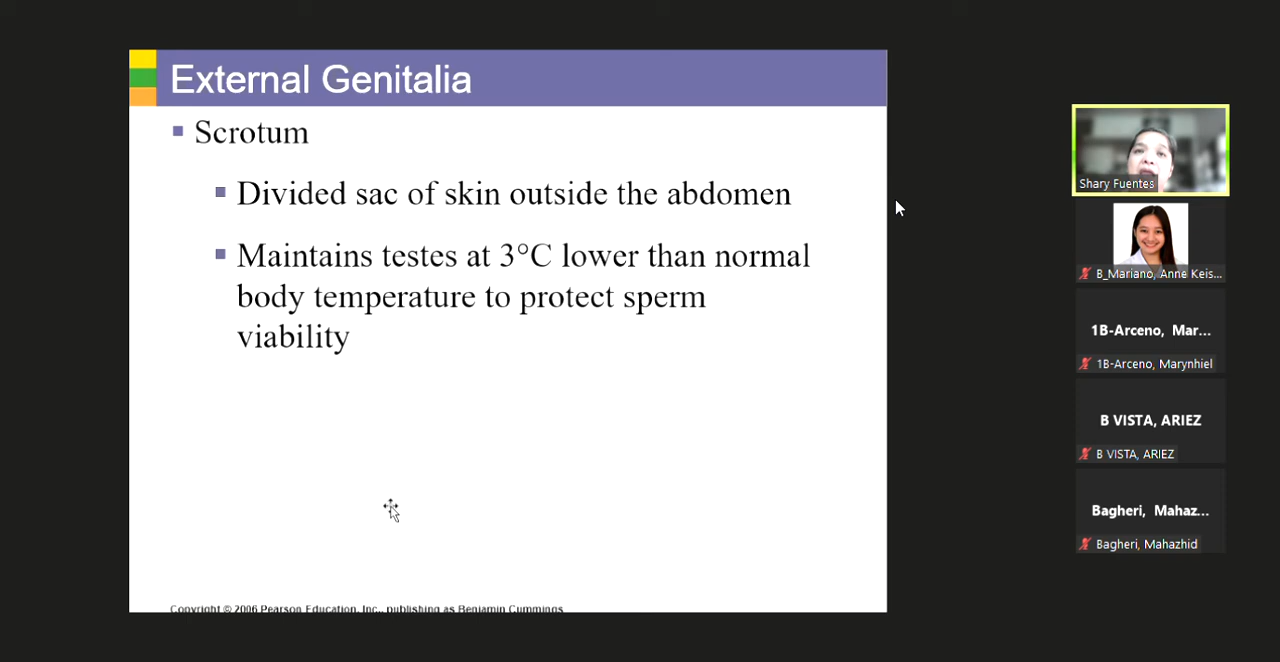 External Genitalia
Scrotum
Divided sac of skin outside the abdomen
Maintains testes at 3°C lower than normal
body temperature to protect sperm
viability
Copyright © 2006 Pearson Education, Inc., publishing as Benjamin Cummings
Shary Fuentes
B_Mariano, Anne Keis...
1B-Arceno, Mar...
1B-Arceno, Marynhiel
B VISTA, ARIEZ
B VISTA, ARIEZ
Bagheri, Mahaz...
Bagheri, Mahazhid